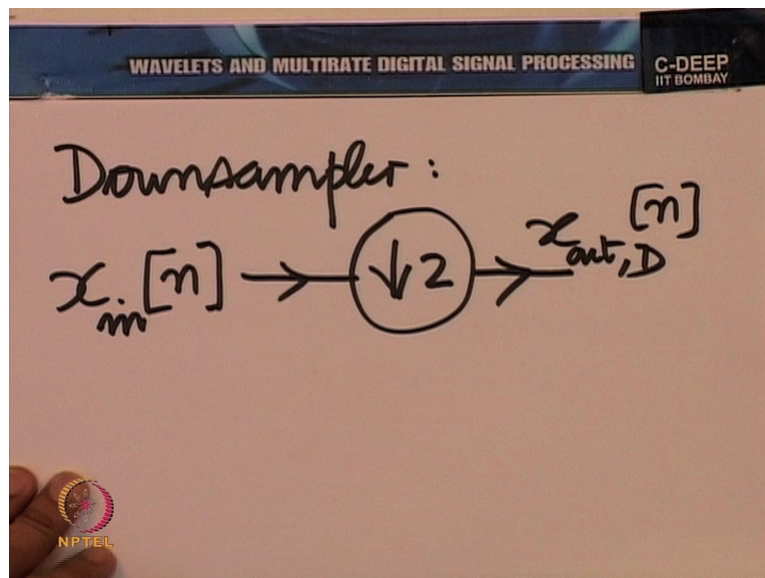 WAVELETS AND MULTIRATE DIGITAL SIGNAL PROCESSING
C-DEEP
IIT BOMBAY
Downsampler:
x_in[n] → ↓2 → x_out,D[n]
NPTEL